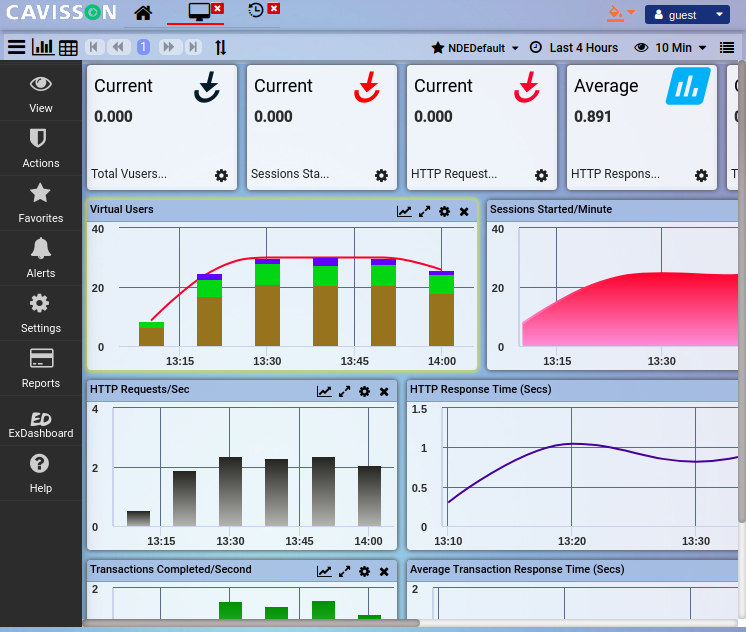 CAVISSON
guest
1
NDEDefault
Last 4 Hours
10 Min
View
Actions
Favorites
Alerts
Settings
Reports
ED
ExDashboard
Help
Current
0.000
Total Vusers...
Current
0.000
Sessions Sta...
Current
0.000
HTTP Request...
Average
0.891
HTTP Respons...
Virtual Users
40
20
0
13:15
13:30
13:45
14:00
Sessions Started/Minute
40
20
0
13:15
13:30
HTTP Requests/Sec
4
2
0
13:15
13:30
13:45
14:00
HTTP Response Time (Secs)
1.5
1
0.5
0
13:10
13:20
13:30
Transactions Completed/Second
2
Average Transaction Response Time (Secs)
2